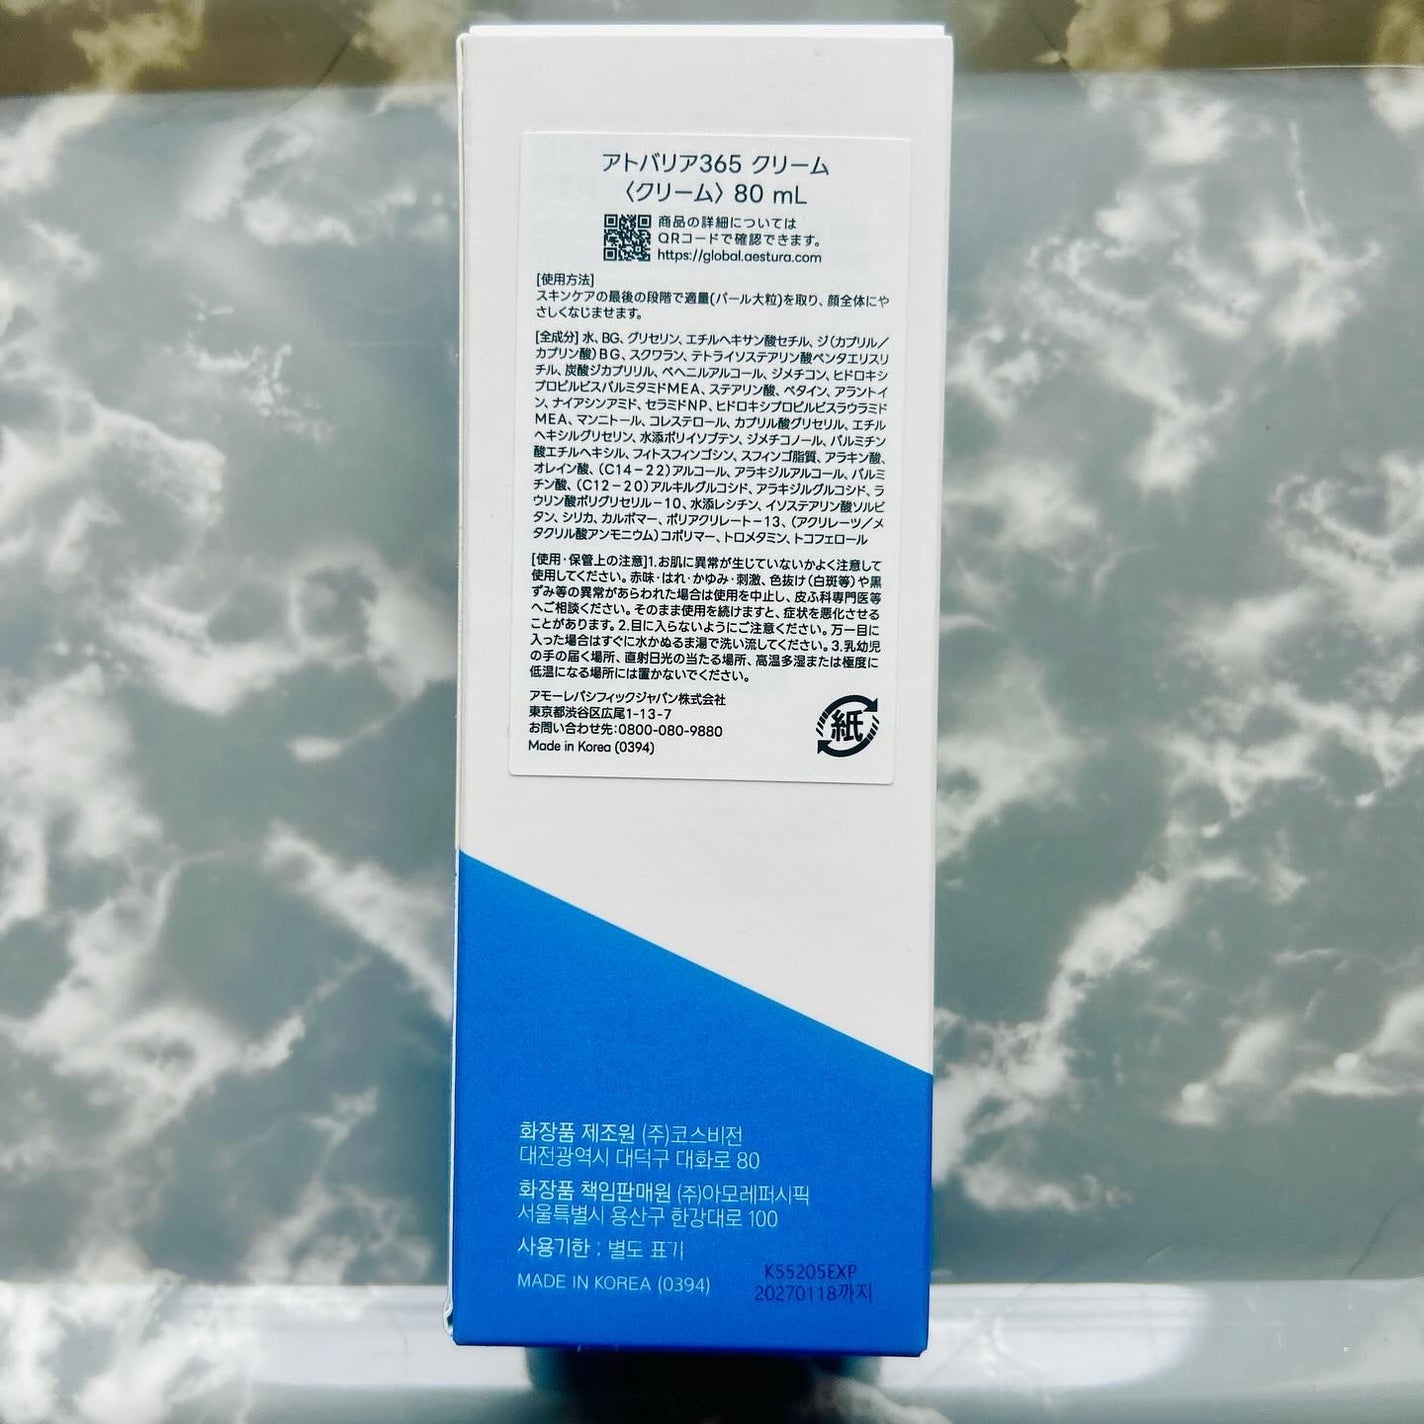 アトバリア365 クリーム
〈クリーム〉 80 mL
商品の詳細については
QRコードで確認できます。
https://global.aestura.com
[使用方法]
スキンケアの最後の段階で適量(パール大粒)を取り、顔全体にや
さしくなじませます。
[全成分] 水、BG、グリセリン、エチルヘキサン酸セチル、ジ(カプリル／
カプリン酸)BG、スクワラン、テトライソステアリン酸ペンタエリスリ
チル、炭酸ジカプリリル、ベヘニルアルコール、ジメチコン、ヒドロキシ
プロピルビスパルミタミドMEA、ステアリン酸、ベタイン、アラントイ
ン、ナイアシンアミド、セラミドNP、ヒドロキシプロピルビスラウラミド
MEA、マンニトール、コレステロール、カプリル酸グリセリル、エチル
ヘキシルグリセリン、水添ポリイソブテン、ジメチコノール、パルミチン
酸エチルヘキシル、フィトスフィンゴシン、スフィンゴ脂質、アラキン酸、
オレイン酸、(C14－22)アルコール、アラキジルアルコール、パルミ
チン酸、(C12－20)アルキルグルコシド、アラキジルグルコシド、ラ
ウリン酸ポリグリセリル－10、水添レシチン、イソステアリン酸ソルビ
タン、シリカ、カルボマー、ポリアクリレート－13、(アクリレーツ／メ
タクリル酸アンモニウム)コポリマー、トロメタミン、トコフェロール
[使用・保管上の注意]1.お肌に異常が生じていないかよく注意して
使用してください。赤味・はれ・かゆみ・刺激、色抜け(白斑等)や黒
ずみ等の異常があらわれた場合は使用を中止し、皮ふ科専門医等
へご相談ください。そのまま使用を続けますと、症状を悪化させる
ことがあります。2.目に入らないようにご注意ください。万一目に
入った場合はすぐに水かぬるま湯で洗い流してください。3.乳幼児
の手の届く場所、直射日光の当たる場所、高温多湿または極度に
低温になる場所には置かないでください。
アモーレパシフィックジャパン株式会社
東京都渋谷区広尾1-13-7
お問い合わせ先:0800-080-9880
Made in Korea (0394)
紙
화장품 제조원 (주)코스비전
대전광역시 대덕구 대화로 80
화장품 책임판매원 (주)아모레퍼시픽
서울특별시 용산구 한강대로 100
사용기한 : 별도 표기
MADE IN KOREA (0394)
KS5205EXP
20270118까지